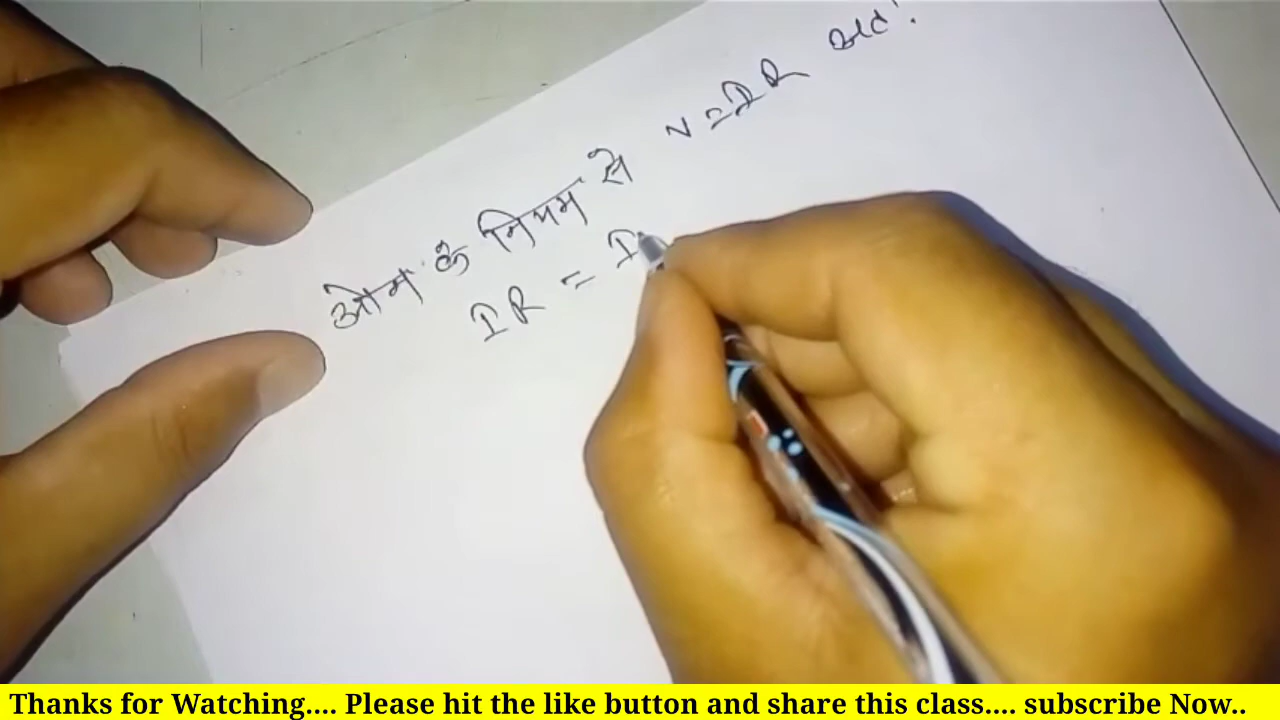 ओम के नियम से V = IR अतः
IR = I
Thanks for Watching.... Please hit the like button and share this class.... subscribe Now..